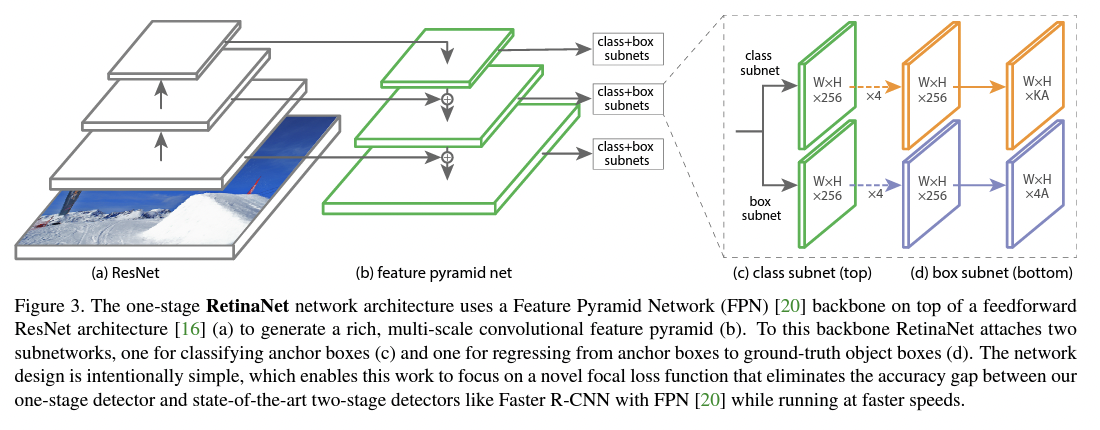 class+box
subnets
class+box
subnets
class+box
subnets
class
subnet
W×H
×256
×4
W×H
×256
W×H
×KA
box
subnet
W×H
×256
×4
W×H
×256
W×H
×4A
(a) ResNet
(b) feature pyramid net
(c) class subnet (top)
(d) box subnet (bottom)
Figure 3. The one-stage RetinaNet network architecture uses a Feature Pyramid Network (FPN) [20] backbone on top of a feedforward
ResNet architecture [16] (a) to generate a rich, multi-scale convolutional feature pyramid (b). To this backbone RetinaNet attaches two
subnetworks, one for classifying anchor boxes (c) and one for regressing from anchor boxes to ground-truth object boxes (d). The network
design is intentionally simple, which enables this work to focus on a novel focal loss function that eliminates the accuracy gap between our
one-stage detector and state-of-the-art two-stage detectors like Faster R-CNN with FPN [20] while running at faster speeds.